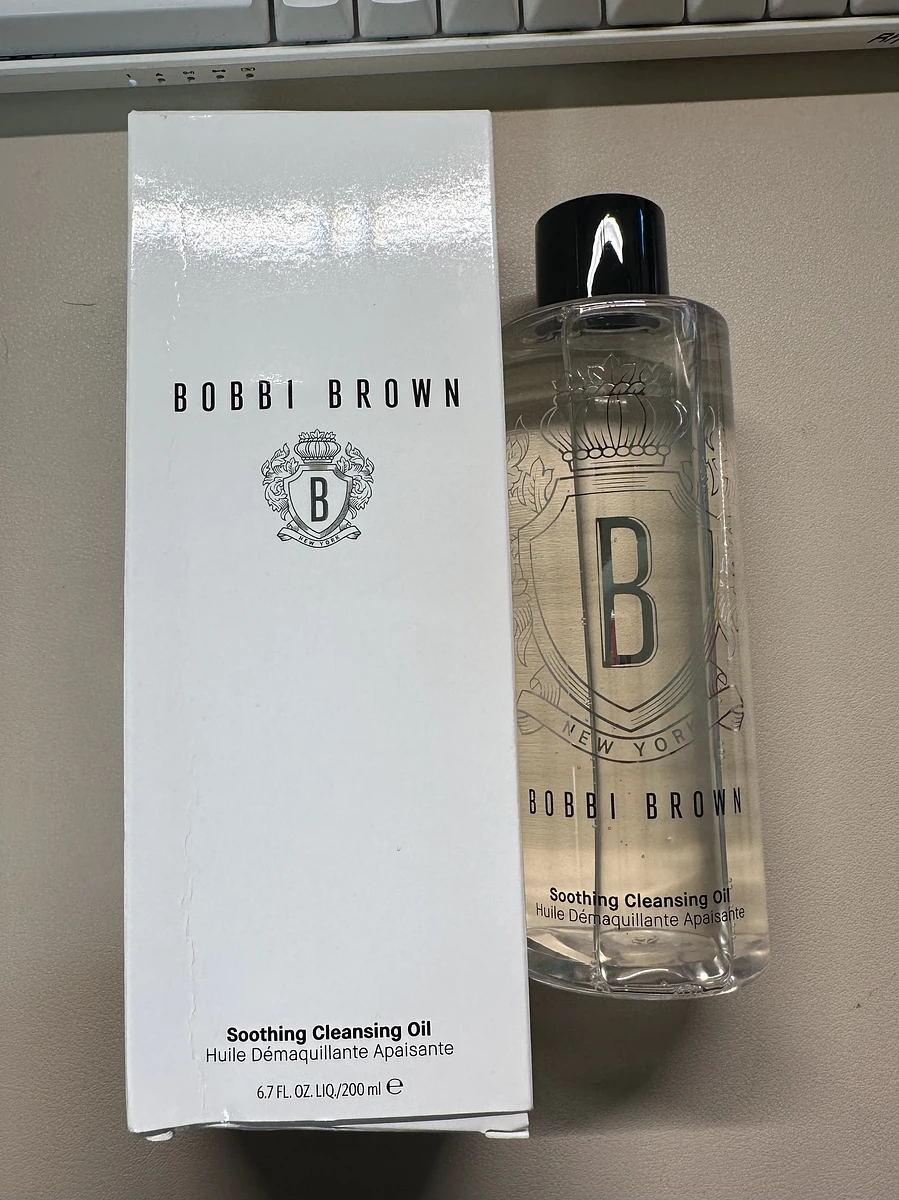 BOBBI BROWN
B
NEW YORK
Soothing Cleansing Oil
Huile Démaquillante Apaisante
6.7 FL. OZ. LIQ./200 ml ℮
B
NEW YORK
BOBBI BROWN
Soothing Cleansing Oil
Huile Démaquillante Apaisante